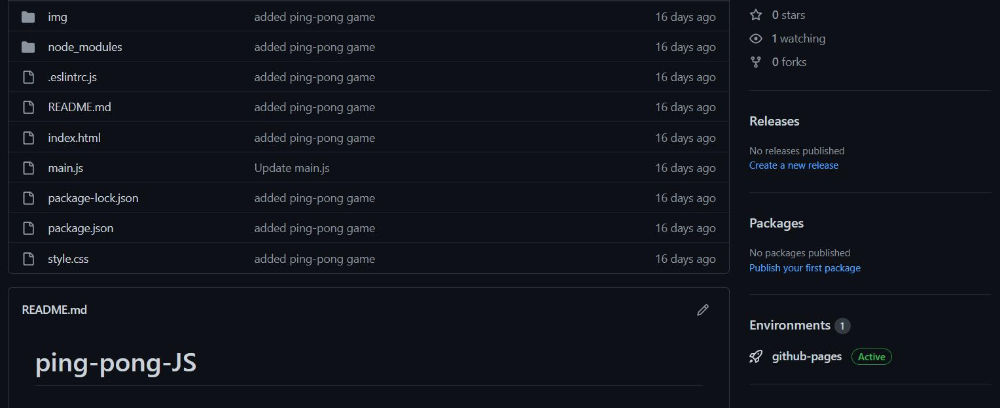 img added ping-pong game 16 days ago
node_modules added ping-pong game 16 days ago
.eslintrc.js added ping-pong game 16 days ago
README.md added ping-pong game 16 days ago
index.html added ping-pong game 16 days ago
main.js Update main.js 16 days ago
package-lock.json added ping-pong game 16 days ago
package.json added ping-pong game 16 days ago
style.css added ping-pong game 16 days ago
README.md
ping-pong-JS
0 stars
1 watching
0 forks
Releases
No releases published
Create a new release
Packages
No packages published
Publish your first package
Environments 1
github-pages Active